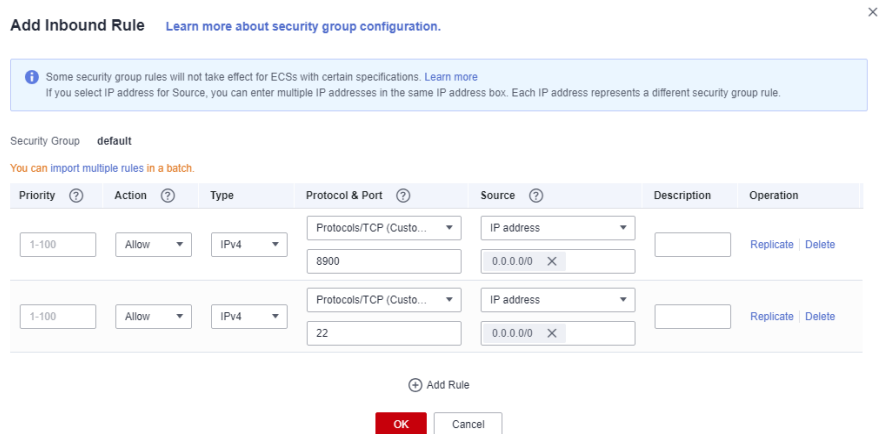 Add Inbound Rule Learn more about security group configuration.
Some security group rules will not take effect for ECSs with certain specifications. Learn more
If you select IP address for Source, you can enter multiple IP addresses in the same IP address box. Each IP address represents a different security group rule.
Security Group default
You can import multiple rules in a batch.
Priority Action Type Protocol & Port Source Description Operation
Protocols/TCP (Custo... IP address
1-100 Allow IPv4 Replicate Delete
8900 0.0.0.0/0
Protocols/TCP (Custo... IP address
1-100 Allow IPv4 Replicate Delete
22 0.0.0.0/0
Add Rule
OK Cancel